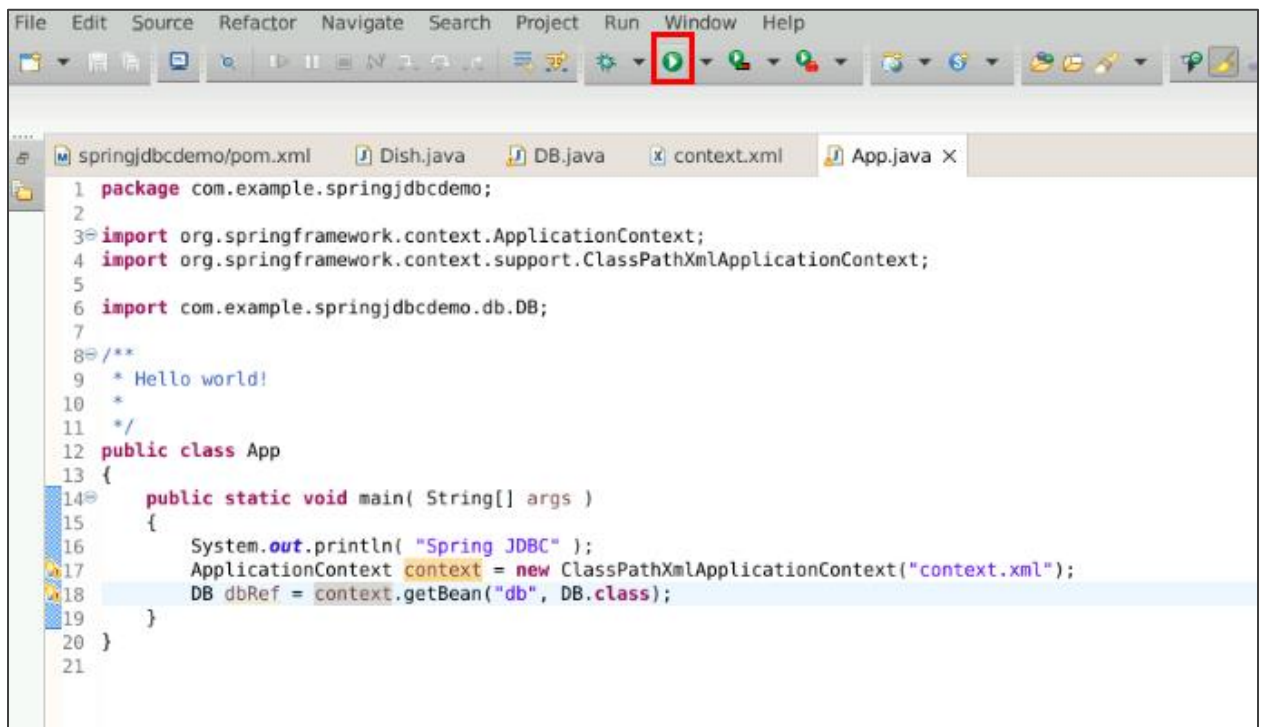 File Edit Source Refactor Navigate Search Project Run Window Help
springjdbcdemo/pom.xml Dish.java DB.java context.xml App.java
1 package com.example.springjdbcdemo;
2
3 import org.springframework.context.ApplicationContext;
4 import org.springframework.context.support.ClassPathXmlApplicationContext;
5
6 import com.example.springjdbcdemo.db.DB;
7
8 /**
9  * Hello world!
10  *
11  */
12 public class App
13 {
14     public static void main( String[] args )
15     {
16         System.out.println( "Spring JDBC" );
17         ApplicationContext context = new ClassPathXmlApplicationContext("context.xml");
18         DB dbRef = context.getBean("db", DB.class);
19     }
20 }
21